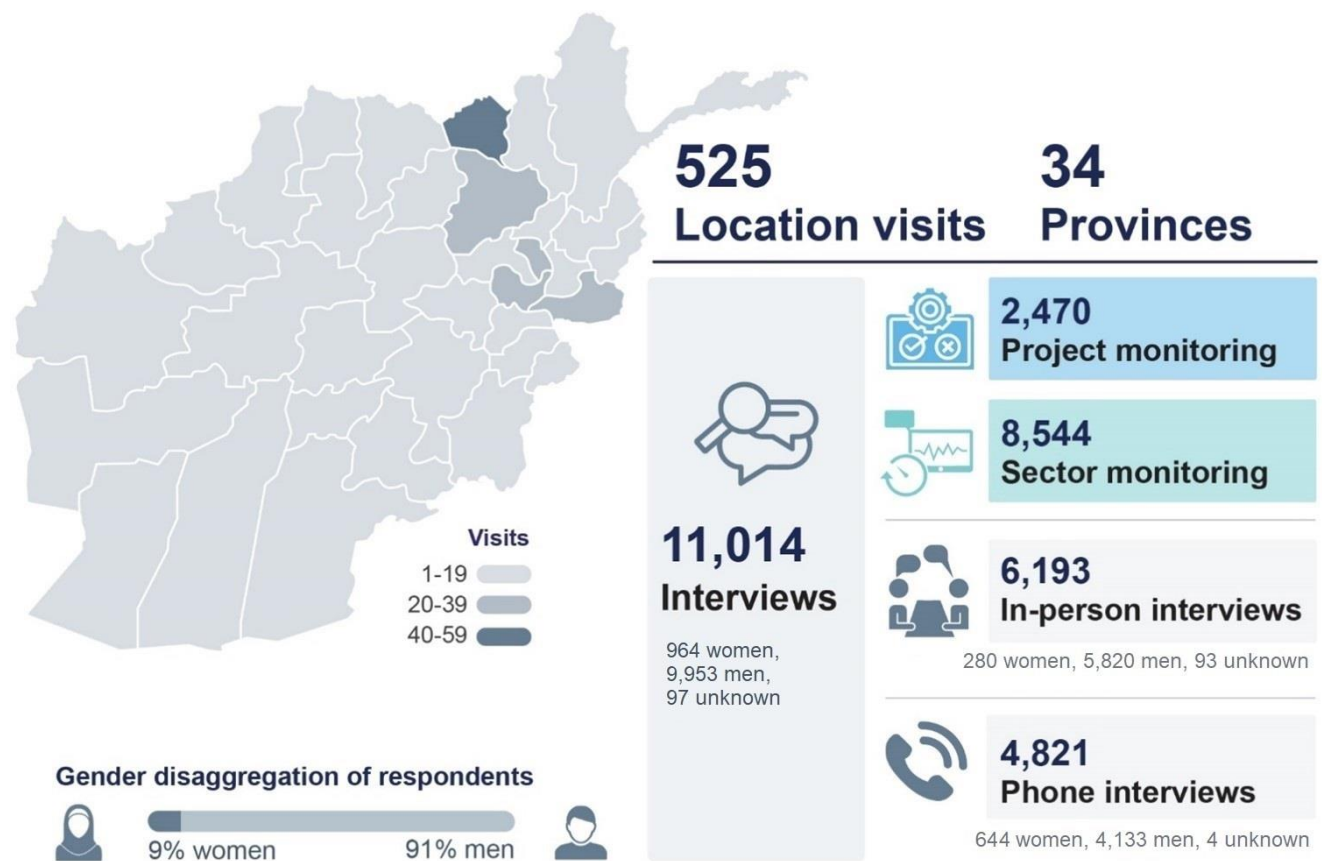 525
Location visits
34
Provinces
2,470
Project monitoring
8,544
Sector monitoring
11,014
Interviews
964 women,
9,953 men,
97 unknown
6,193
In-person interviews
280 women, 5,820 men, 93 unknown
4,821
Phone interviews
644 women, 4,133 men, 4 unknown
Visits
1-19
20-39
40-59
Gender disaggregation of respondents
9% women
91% men